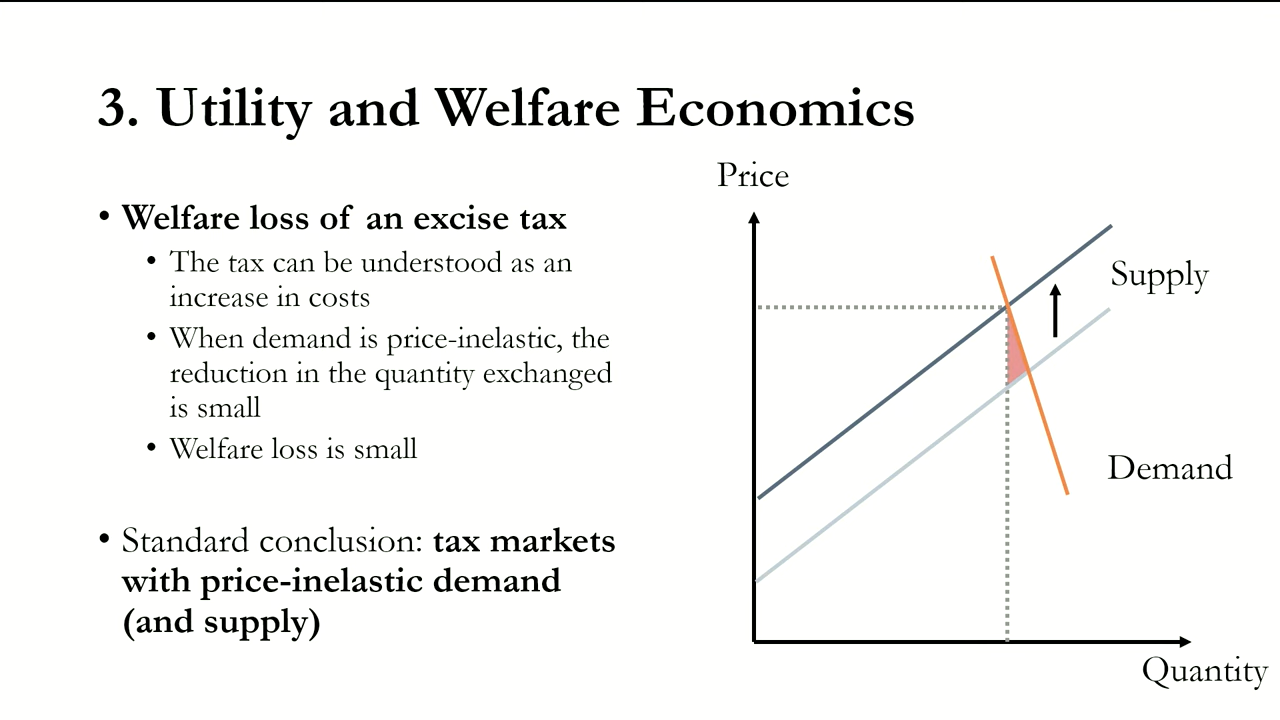 3. Utility and Welfare Economics
• Welfare loss of an excise tax
• The tax can be understood as an
increase in costs
• When demand is price-inelastic, the
reduction in the quantity exchanged
is small
• Welfare loss is small
• Standard conclusion: tax markets
with price-inelastic demand
(and supply)
Price
Supply
Demand
Quantity